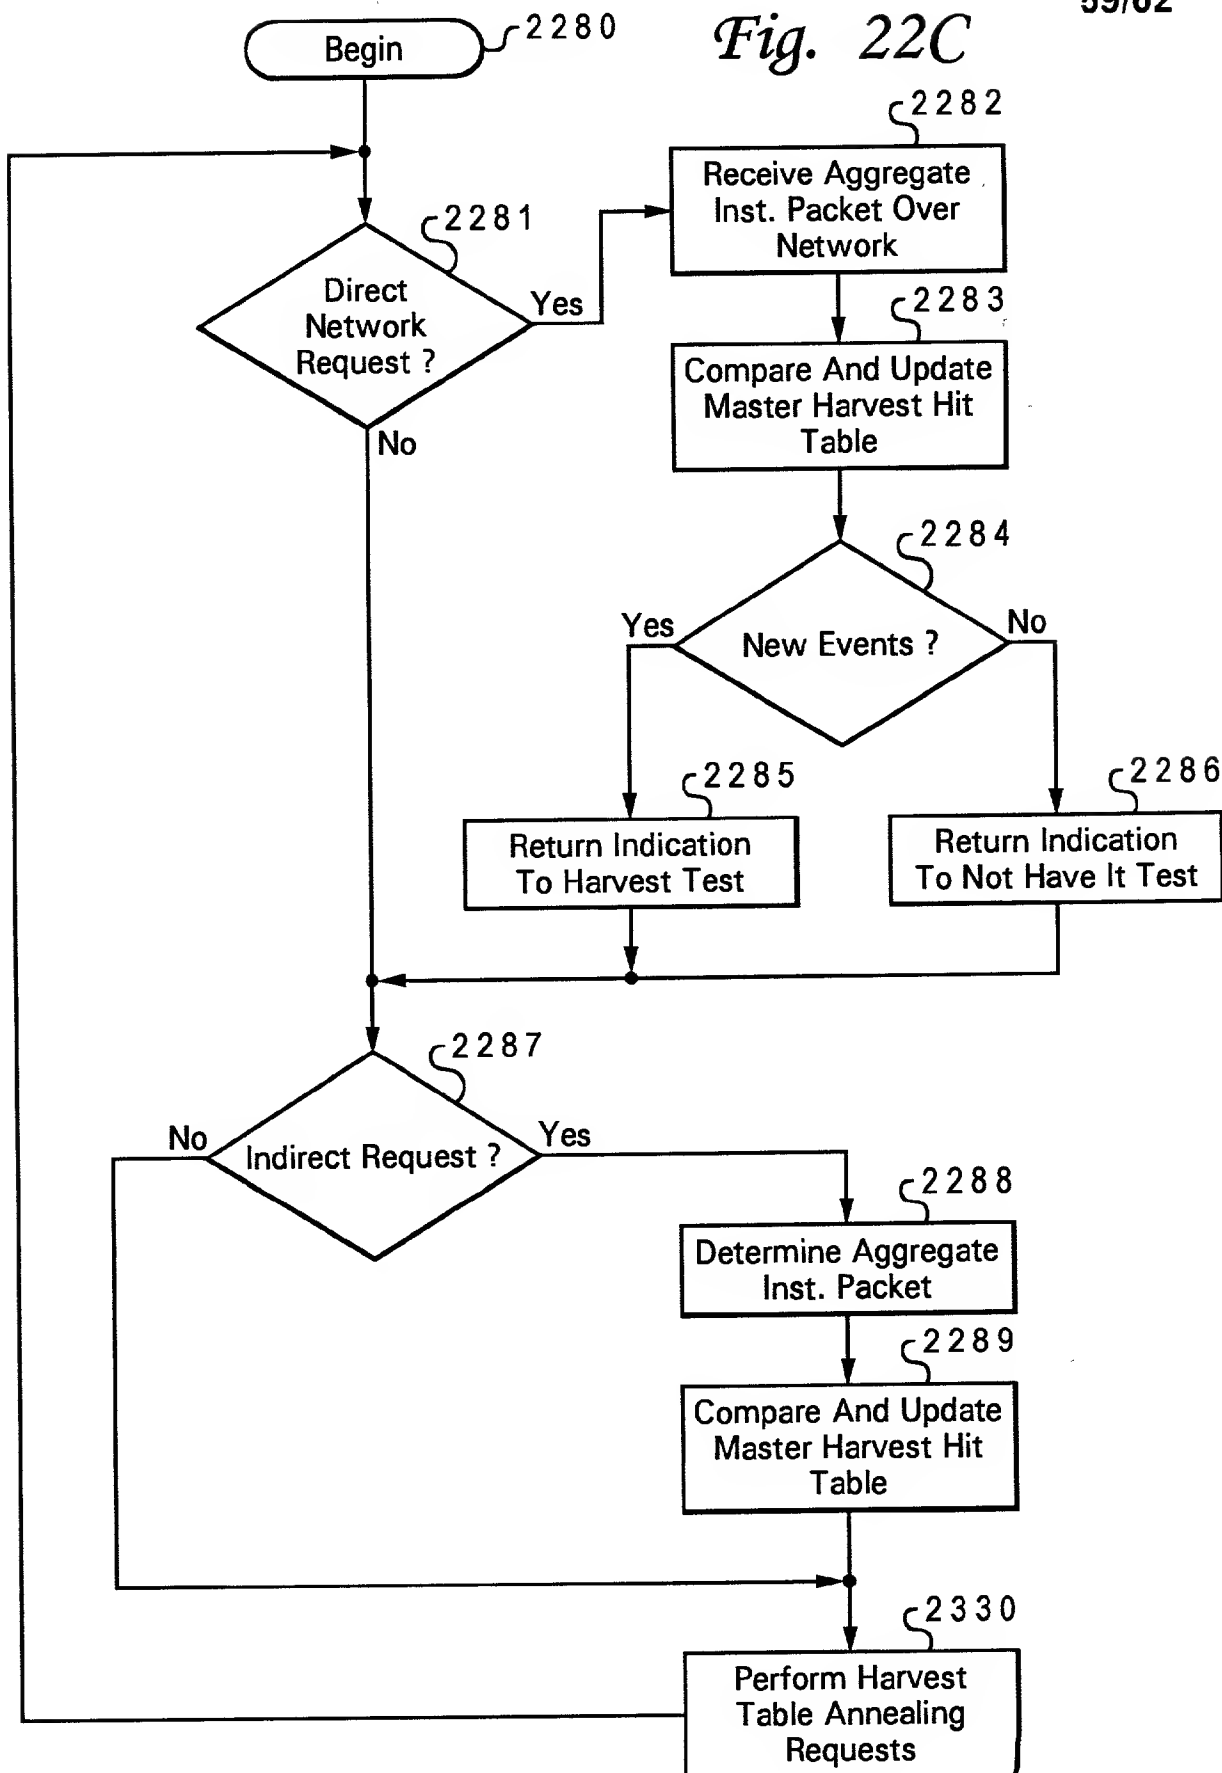 59/62
Fig. 22C
Begin
2280
2281
Direct
Network
Request ?
Yes
No
2282
Receive Aggregate
Inst. Packet Over
Network
2283
Compare And Update
Master Harvest Hit
Table
2284
New Events ?
Yes
No
2285
Return Indication
To Harvest Test
2286
Return Indication
To Not Have It Test
2287
Indirect Request ?
No
Yes
2288
Determine Aggregate
Inst. Packet
2289
Compare And Update
Master Harvest Hit
Table
2330
Perform Harvest
Table Annealing
Requests